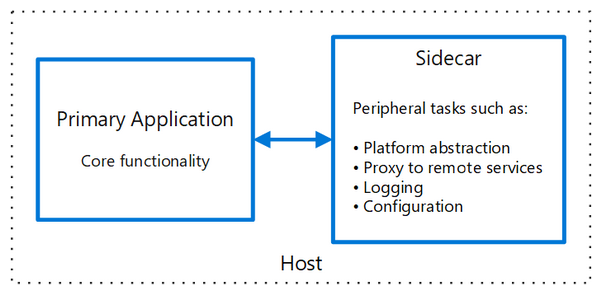 Primary Application
Core functionality
Sidecar
Peripheral tasks such as:
• Platform abstraction
• Proxy to remote services
• Logging
• Configuration
Host